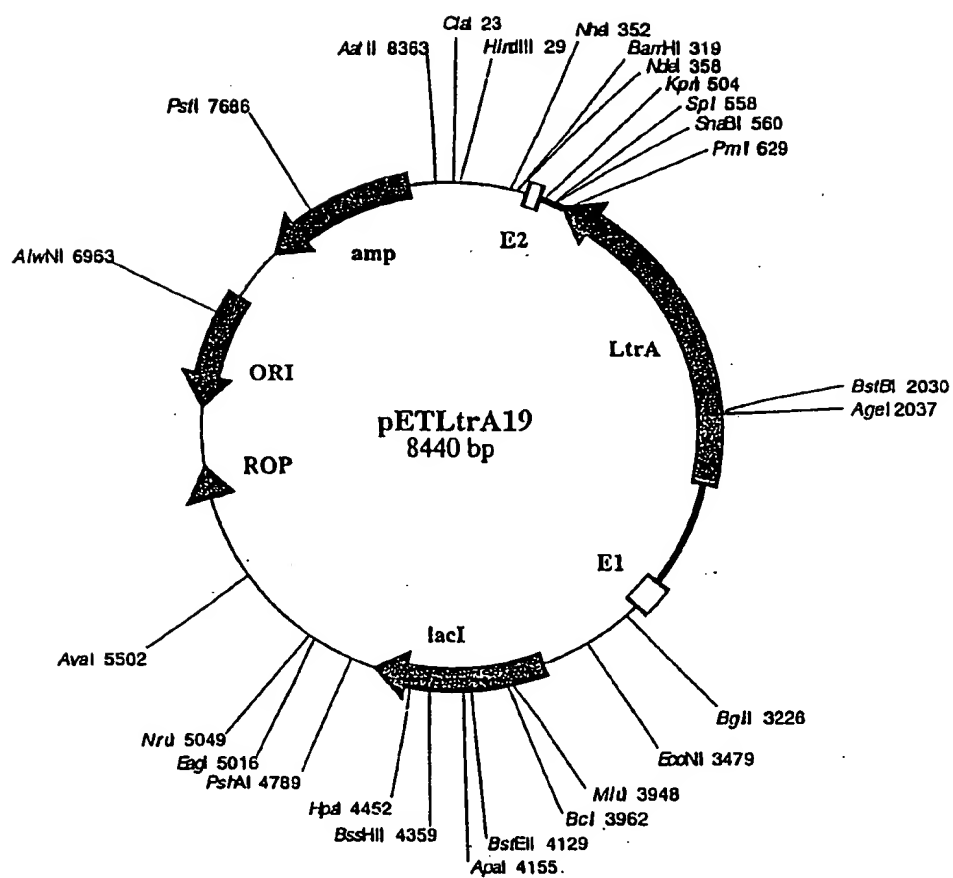 ClaI 23
AatII 8363
HindIII 29
NheI 352
BamHI 319
NdeI 358
KpnI 504
SplI 558
SnaBI 560
PmlI 629
PstI 7686
AlwNI 6963
amp
E2
LtrA
ORI
BstBI 2030
AgeI 2037
pETLtrA19
8440 bp
ROP
E1
lacI
AvaI 5502
BglII 3226
NruI 5049
EagI 5016
PshAI 4789
EcoNI 3479
HpaI 4452
BssHII 4359
MluI 3948
BclI 3962
BstEII 4129
ApaI 4155